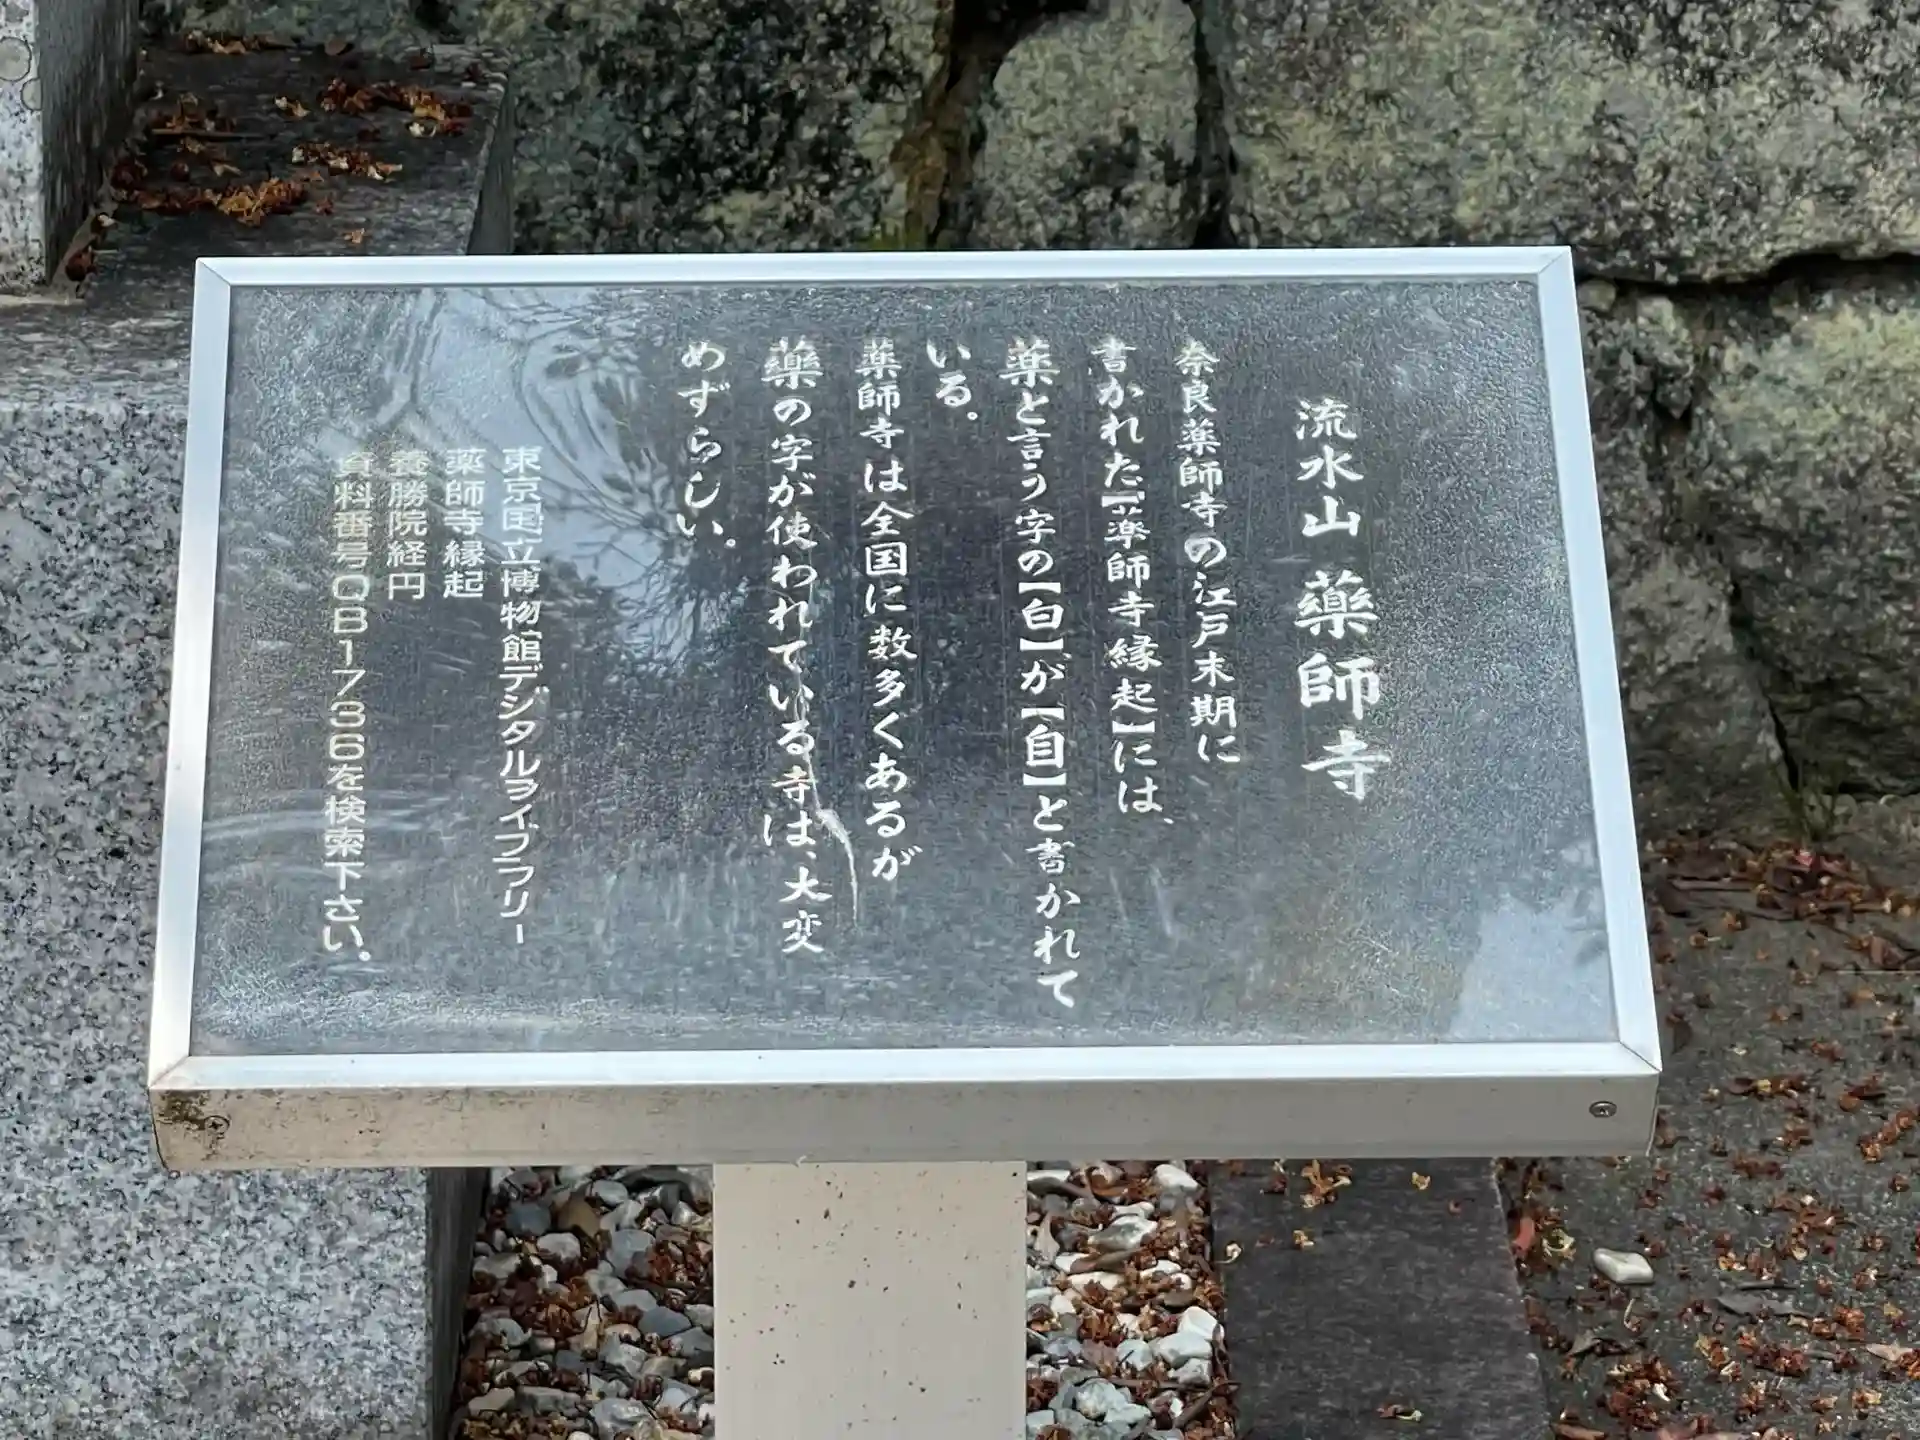 流水山 藥師寺
奈良薬師寺の江戸末期に
書かれた【薬師寺縁起】には、
薬と言う字の【白】が【自】と書かれて
いる。
薬師寺は全国に数多くあるが
藥の字が使われている寺は、大変
めずらしい。
東京国立博物館デジタルライブラリー
薬師寺縁起
養勝院経円
資料番号QB1736を検索下さい。